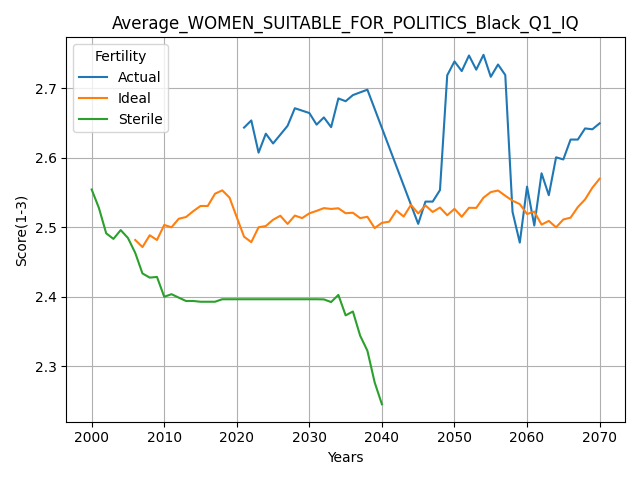 Average_WOMEN_SUITABLE_FOR_POLITICS_Black_Q1_IQ
Fertility
Actual
Ideal
Sterile
Score(1-3)
2.7
2.6
2.5
2.4
2.3
2000 2010 2020 2030 2040 2050 2060 2070
Years